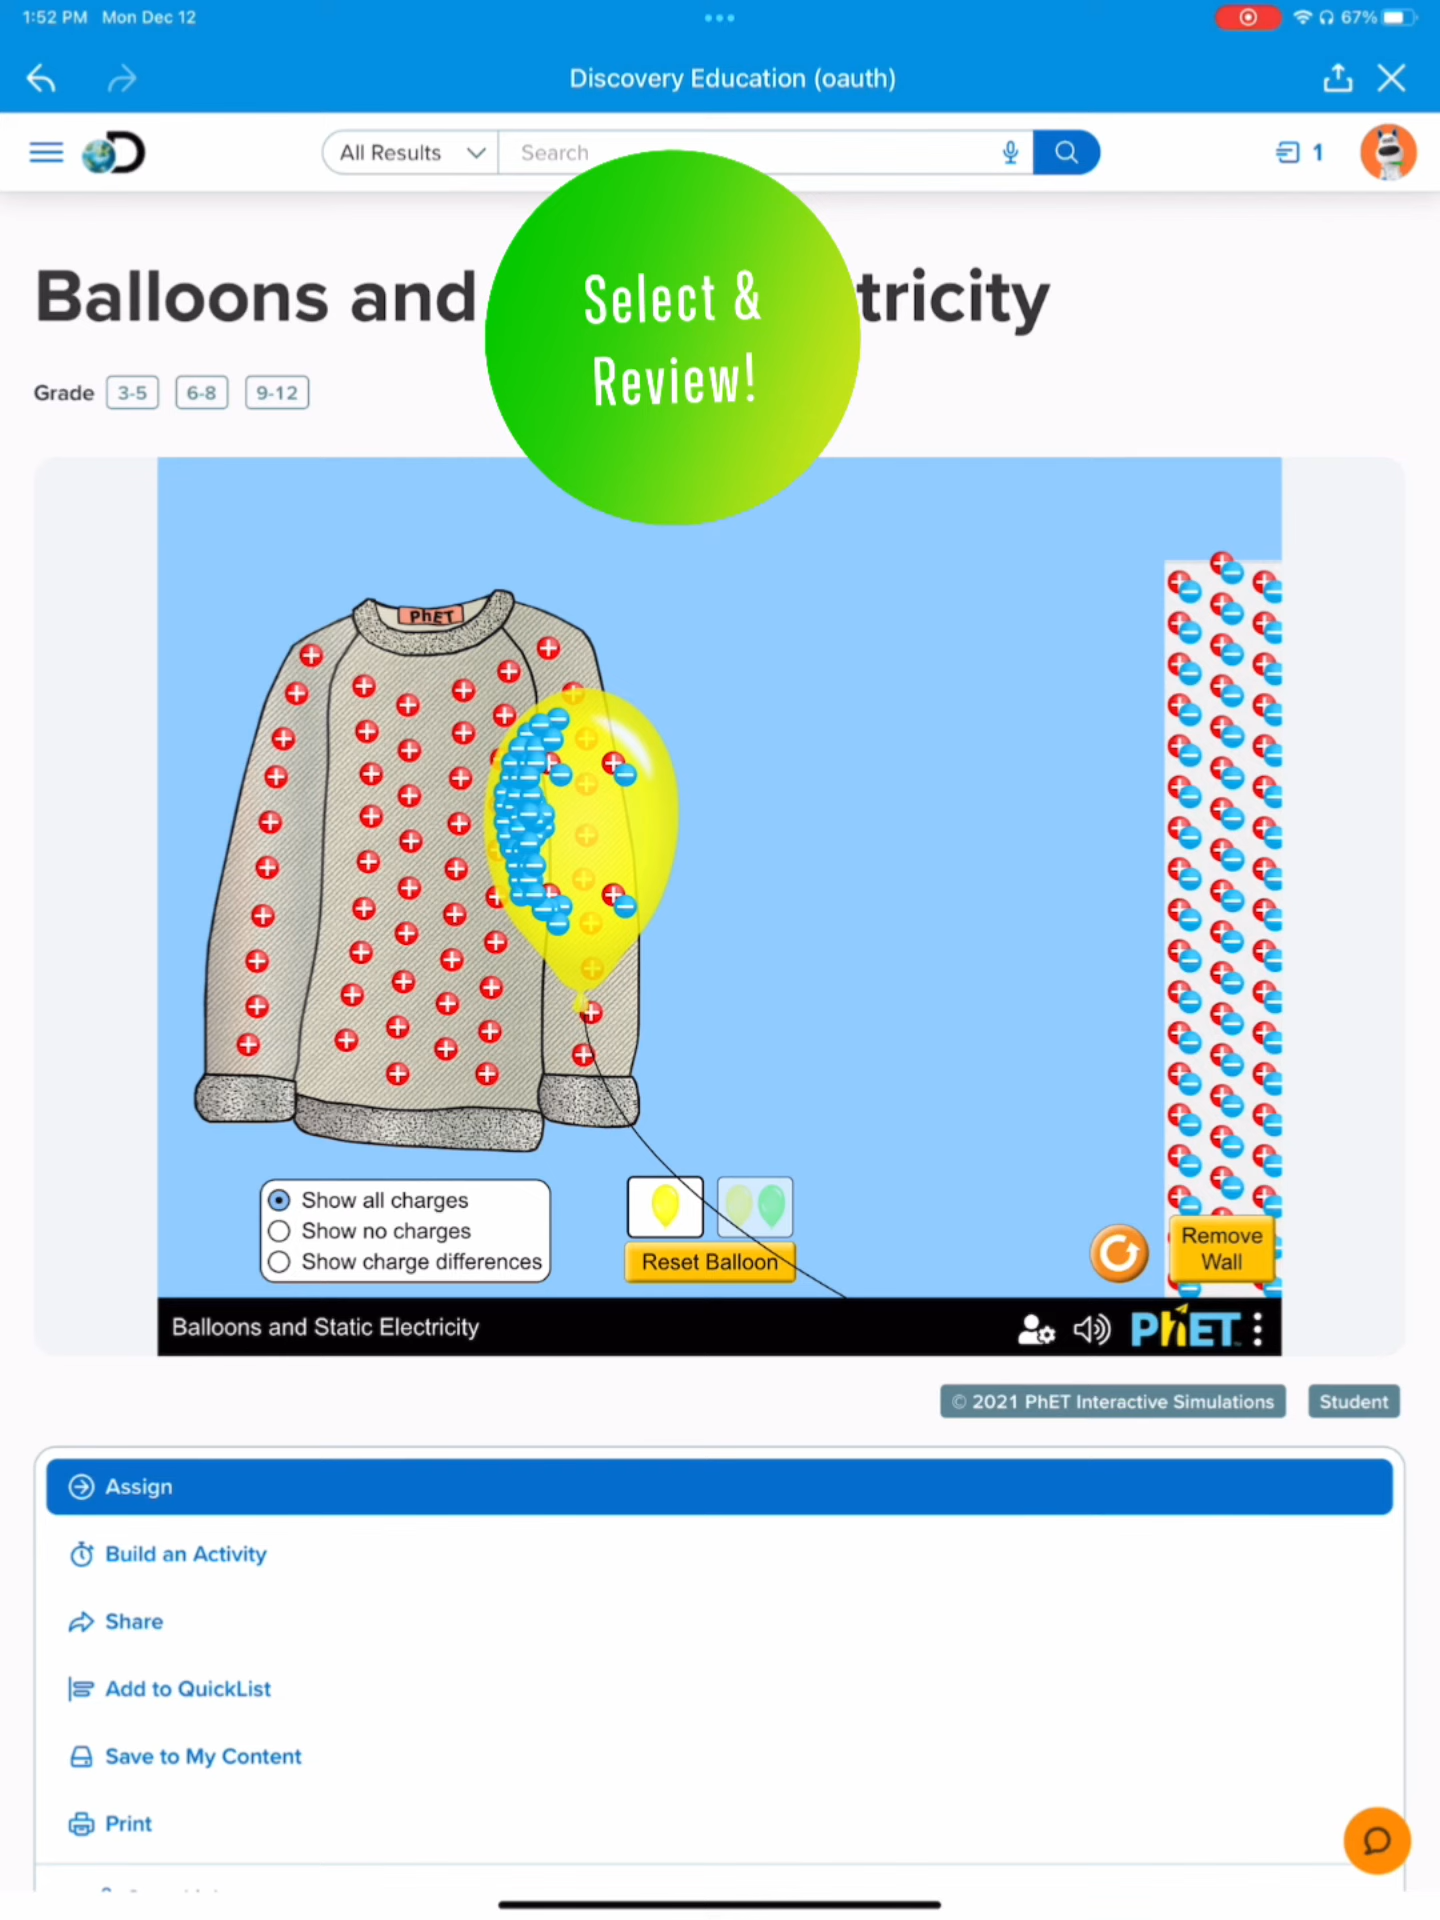 1:52 PM Mon Dec 12
67%
Discovery Education (oauth)
All Results
Search
1
Balloons and tricity
Select &
Review!
Grade 3-5 6-8 9-12
PhET
Show all charges
Show no charges
Show charge differences
Reset Balloon
Remove
Wall
Balloons and Static Electricity
PhET
© 2021 PhET Interactive Simulations
Student
Assign
Build an Activity
Share
Add to QuickList
Save to My Content
Print